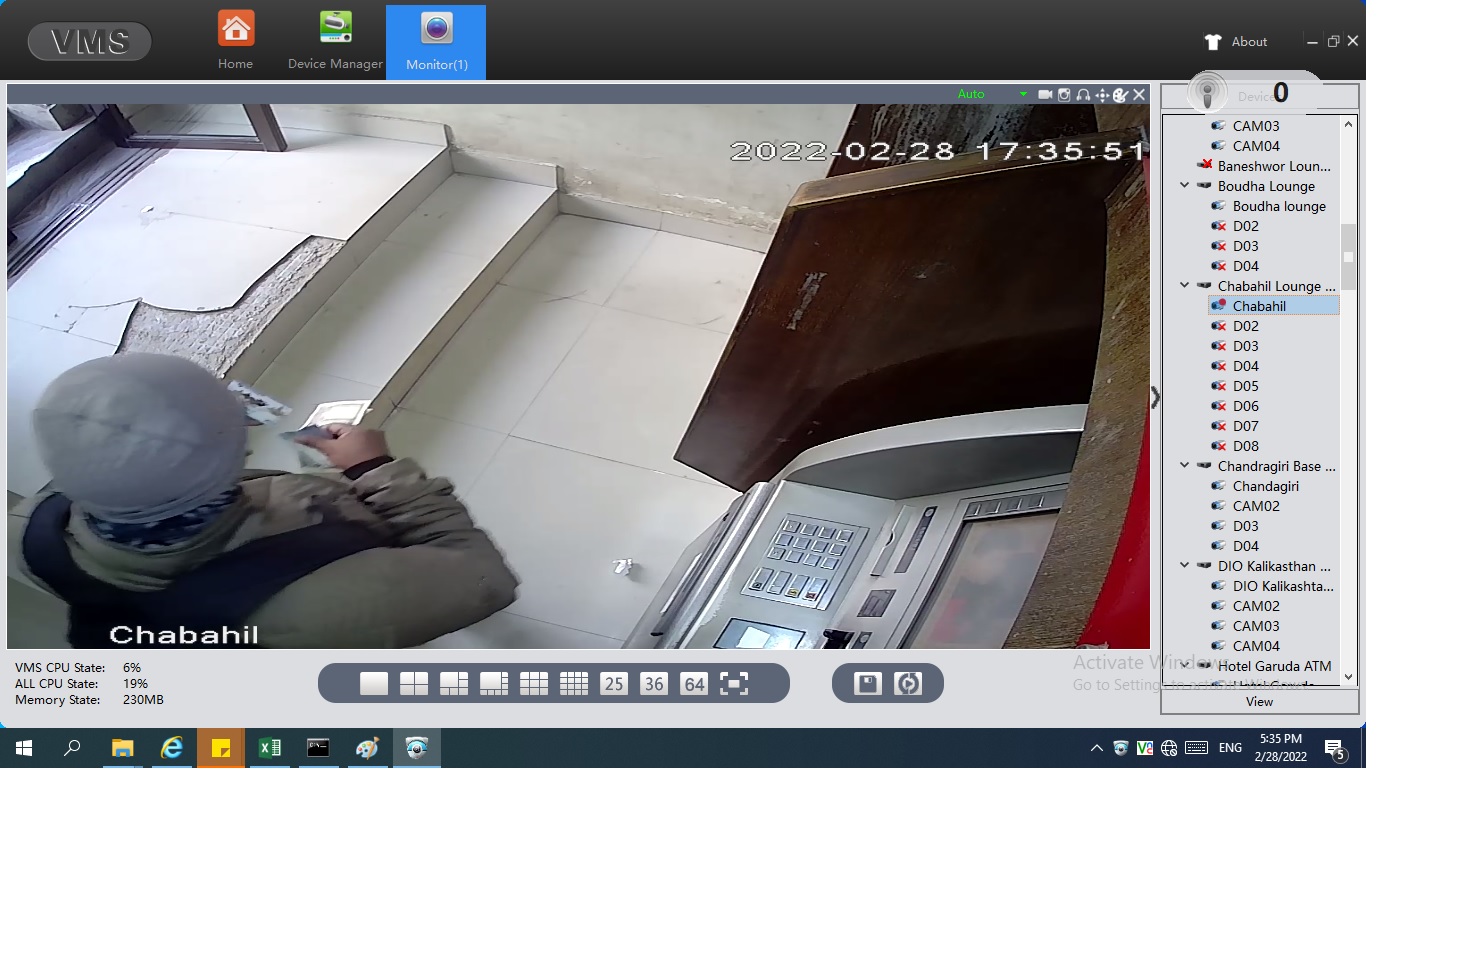 VMS
Home
Device Manager
Monitor(1)
About
Auto
Device
0
2022-02-28 17:35:51
CAM03
CAM04
Baneshwor Loun...
Boudha Lounge
Boudha lounge
D02
D03
D04
Chabahil Lounge ...
Chabahil
D02
D03
D04
D05
D06
D07
D08
Chandragiri Base ...
Chandagiri
CAM02
D03
D04
DIO Kalikasthan ...
DIO Kalikashta...
CAM02
CAM03
CAM04
Hotel Garuda ATM
View
Chabahil
VMS CPU State: 6%
ALL CPU State: 19%
Memory State: 230MB
25 36 64
Activate Windows
Go to Settings to activate Windows.
ENG
5:35 PM
2/28/2022
5